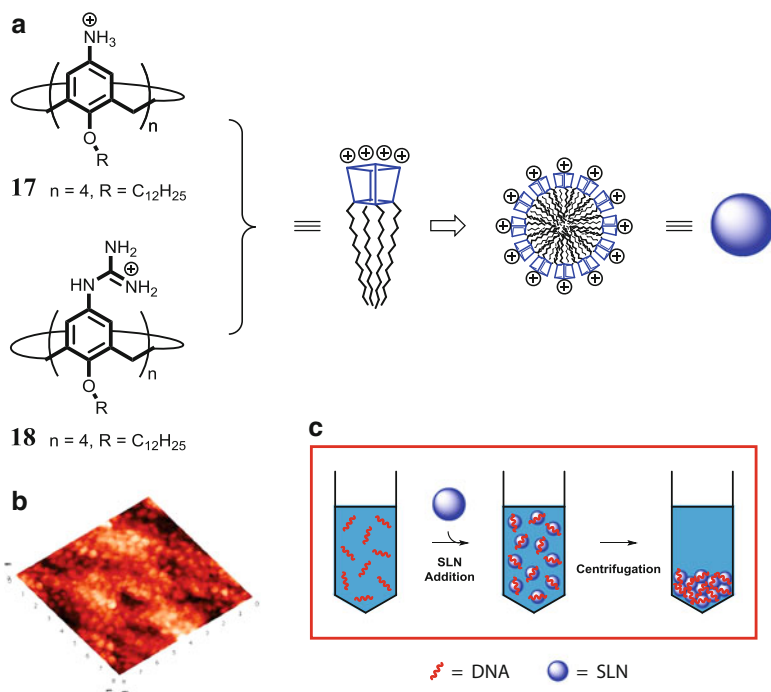 a
⊕
NH₃
n
O
R
17 n = 4, R = C₁₂H₂₅
NH₂
⊕
HN NH₂
n
O
R
18 n = 4, R = C₁₂H₂₅
⊕ ⊕ ⊕ ⊕
⊕ ⊕ ⊕ ⊕ ⊕ ⊕ ⊕ ⊕ ⊕ ⊕ ⊕ ⊕
b
c
SLN
Addition
Centrifugation
= DNA = SLN